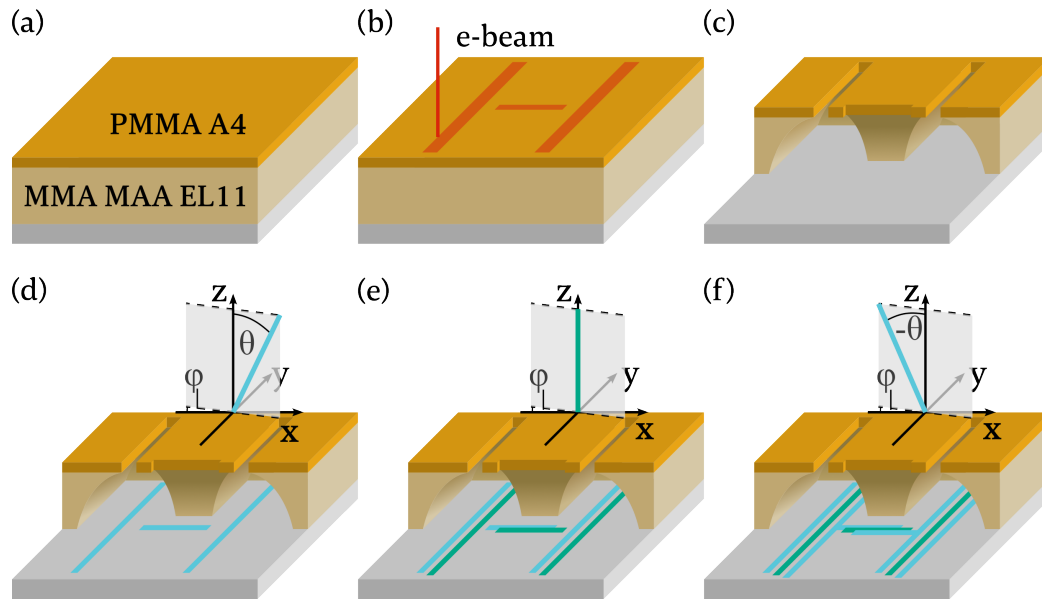 (a)
PMMA A4
MMA MAA EL11
(b)
e-beam
(c)
(d)
z
θ
φ
y
x
(e)
z
φ
y
x
(f)
z
-θ
φ
y
x